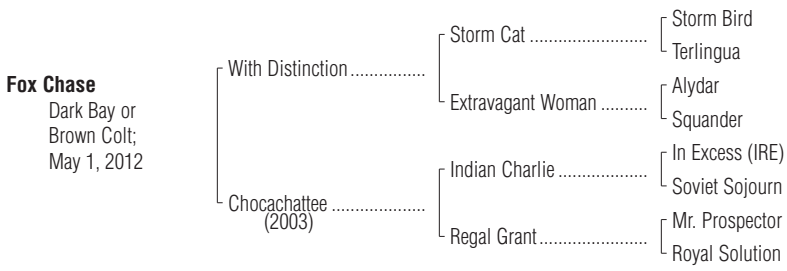 Fox Chase
Dark Bay or
Brown Colt;
May 1, 2012
With Distinction................
Chocachattee .....................
(2003)
Storm Cat ..........................
Extravagant Woman ..........
Indian Charlie ....................
Regal Grant........................
Storm Bird
Terlingua
Alydar
Squander
In Excess (IRE)
Soviet Sojourn
Mr. Prospector
Royal Solution